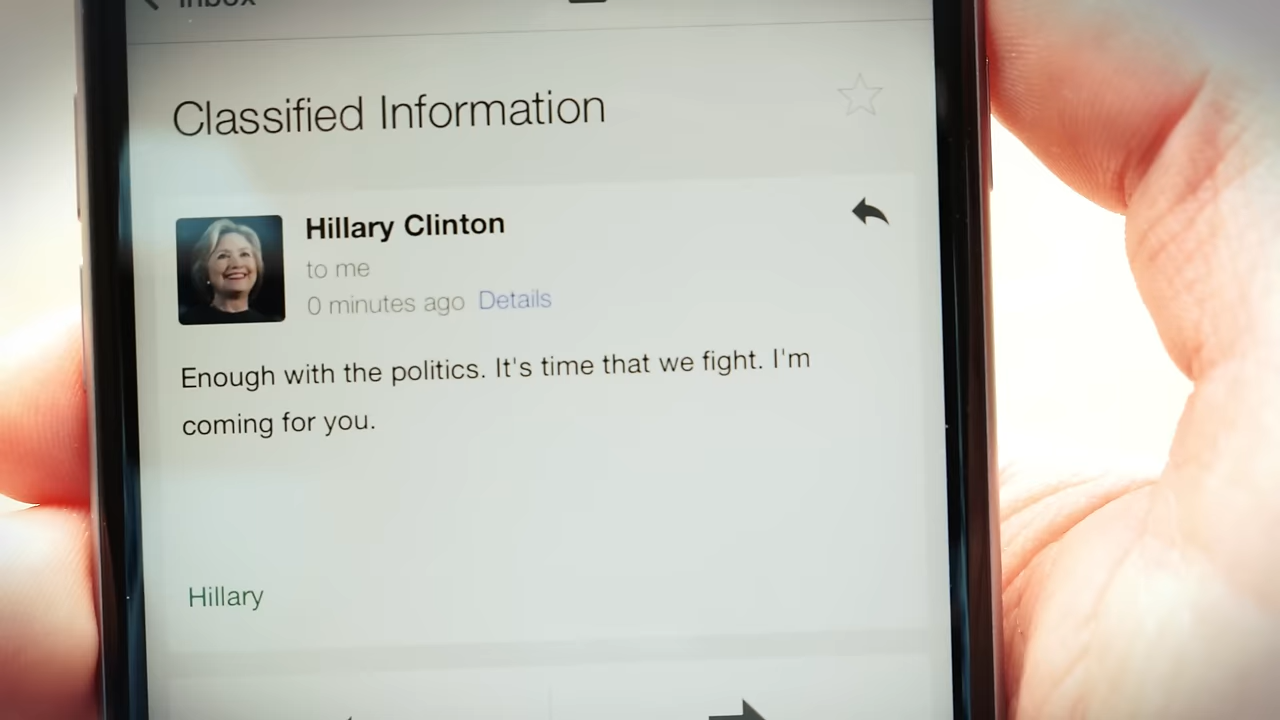 Inbox
Classified Information
Hillary Clinton
to me
0 minutes ago Details
Enough with the politics. It's time that we fight. I'm
coming for you.
Hillary